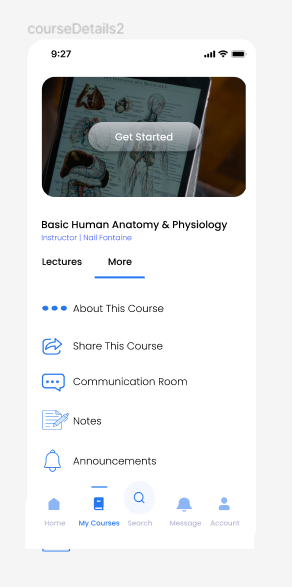 courseDetails2
9:27
Get Started
Basic Human Anatomy & Physiology
Instructor | Nail Fontaine
Lectures More
About This Course
Share This Course
Communication Room
Notes
Announcements
Home My Courses Search Message Account